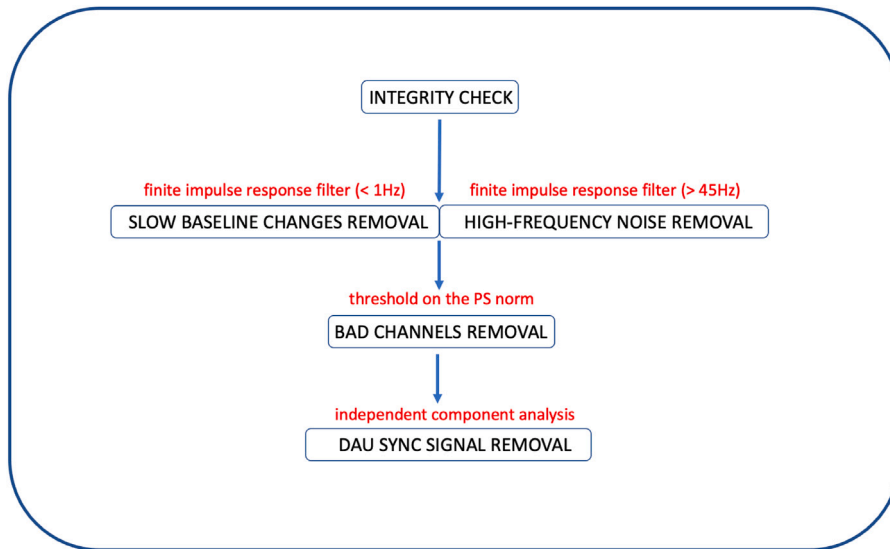 INTEGRITY CHECK
finite impulse response filter (< 1Hz)
finite impulse response filter (> 45Hz)
SLOW BASELINE CHANGES REMOVAL
HIGH-FREQUENCY NOISE REMOVAL
threshold on the PS norm
BAD CHANNELS REMOVAL
independent component analysis
DAU SYNC SIGNAL REMOVAL